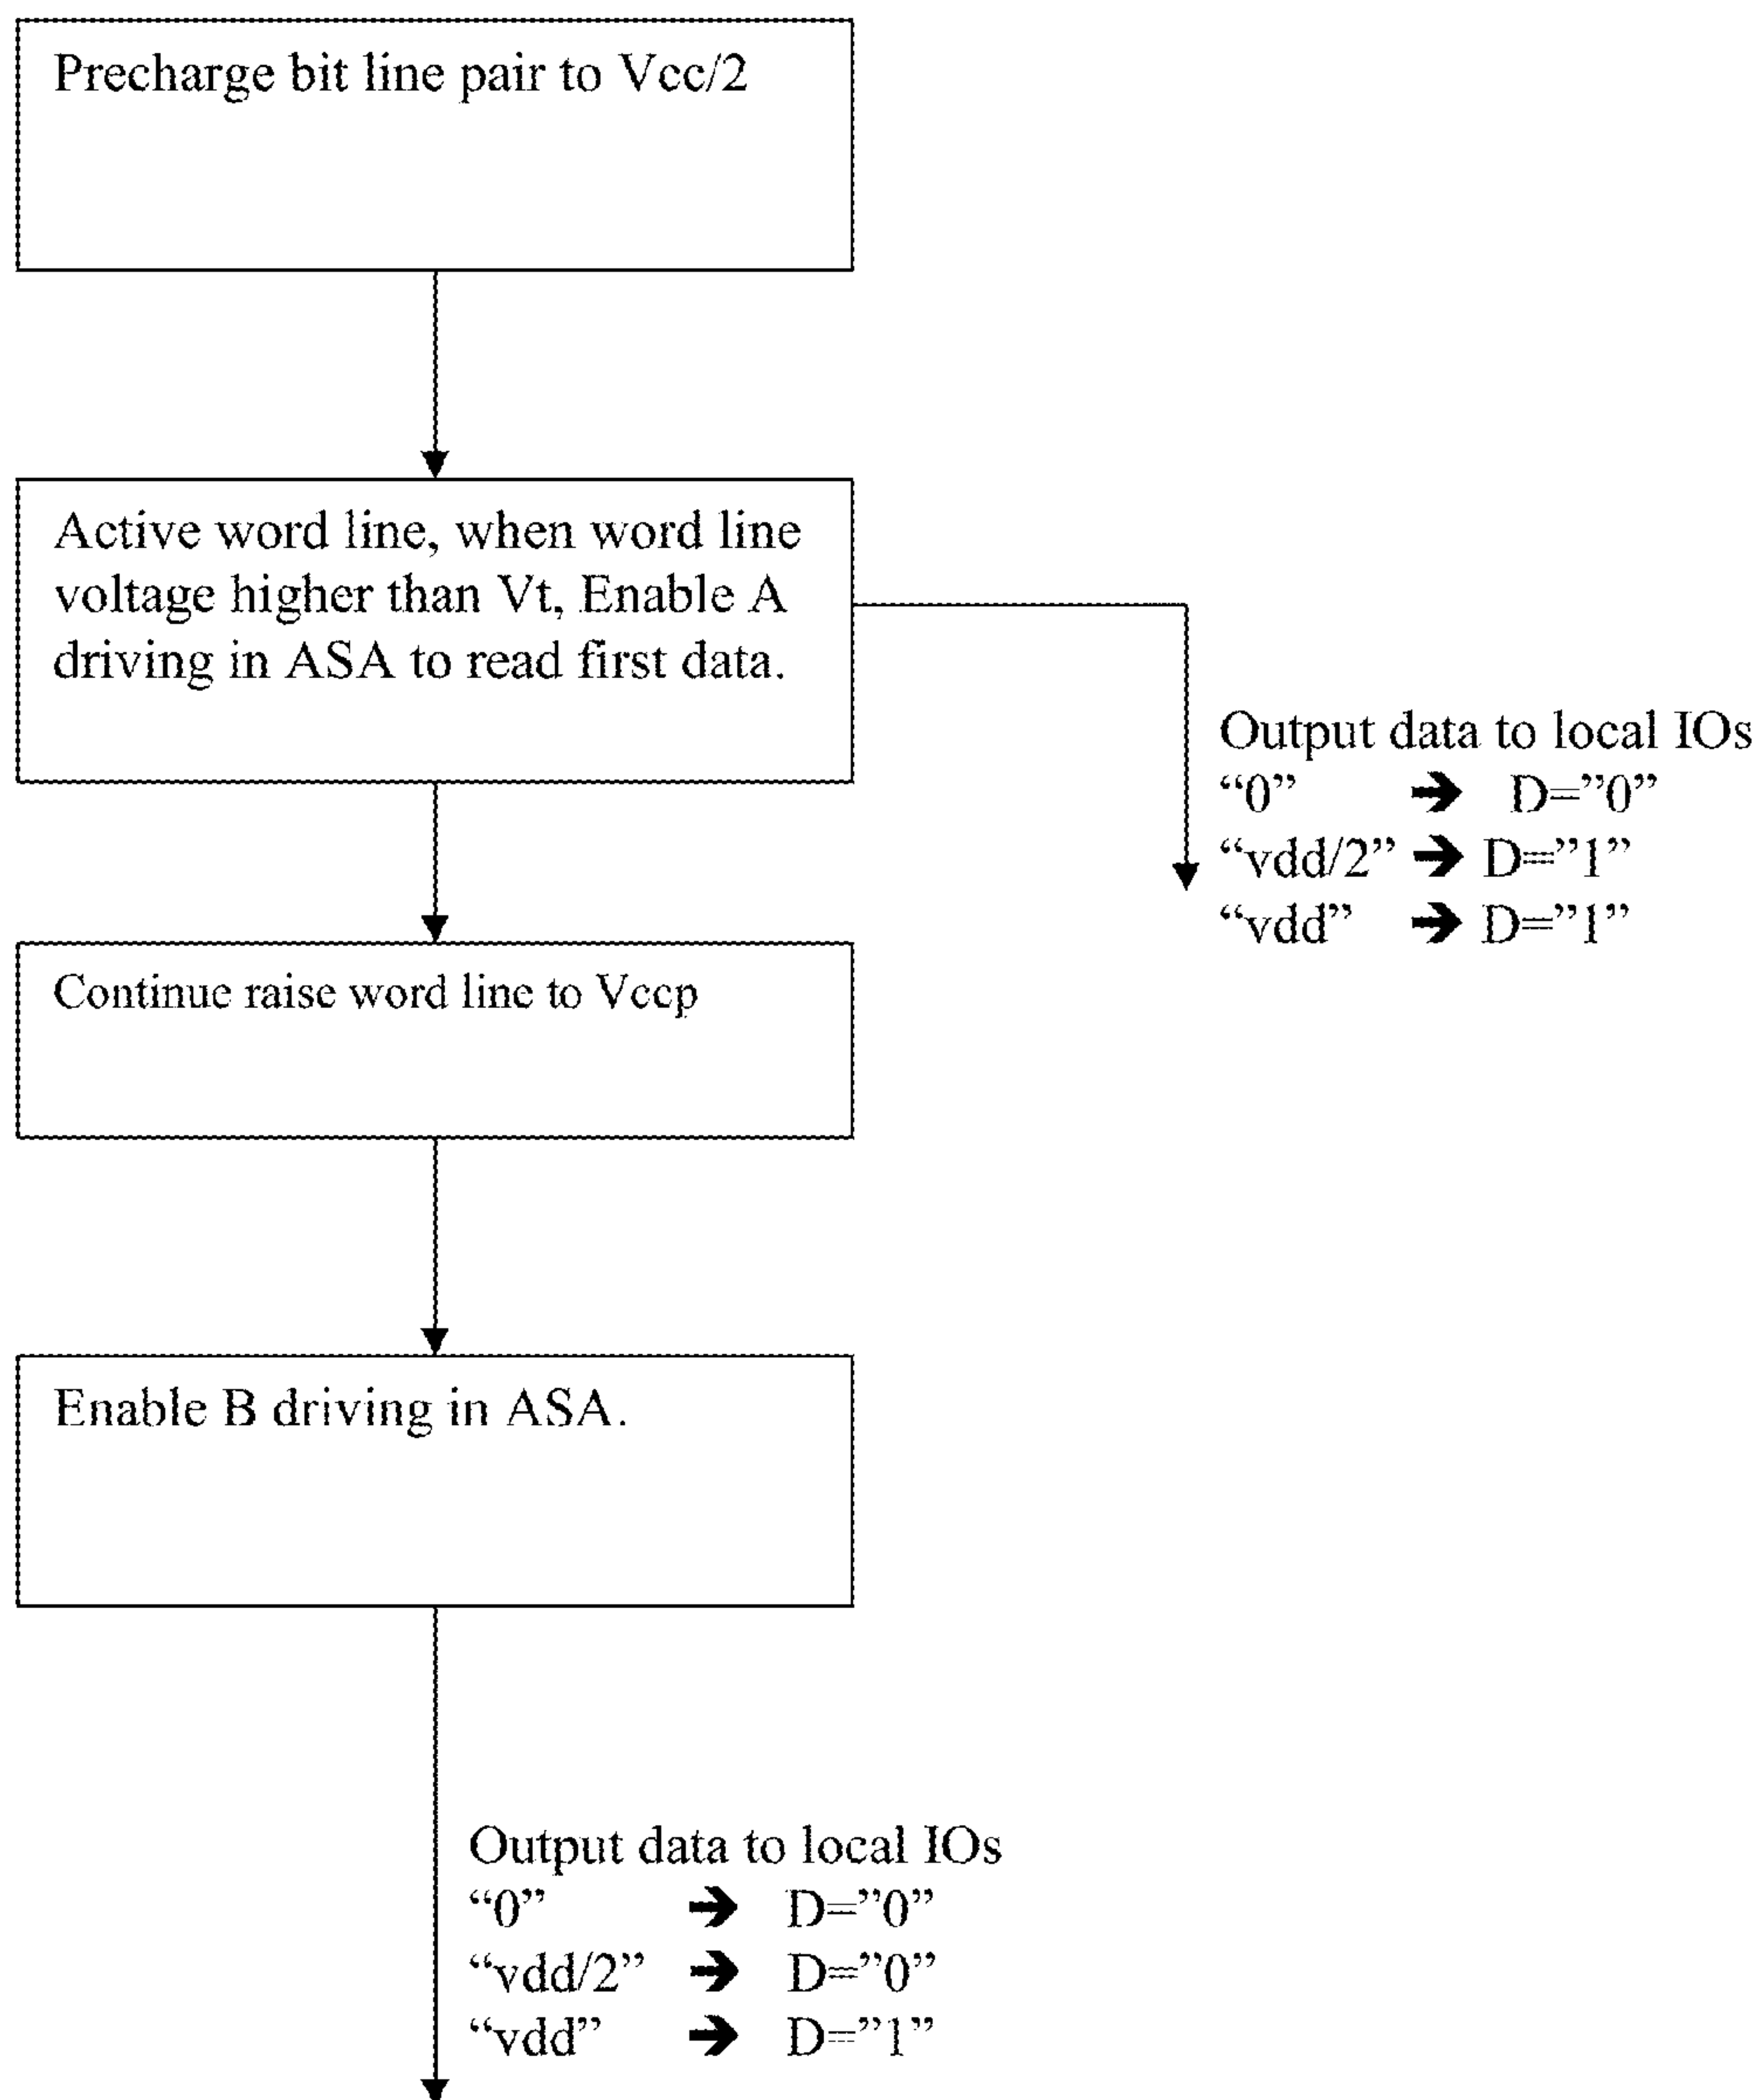 Precharge bit line pair to Vcc/2
Active word line, when word line
voltage higher than Vt, Enable A
driving in ASA to read first data.
Output data to local IOs
“0” ➔ D=”0”
“vdd/2” ➔ D=”1”
“vdd” ➔ D=”1”
Continue raise word line to Vccp
Enable B driving in ASA.
Output data to local IOs
“0” ➔ D=”0”
“vdd/2” ➔ D=”0”
“vdd” ➔ D=”1”